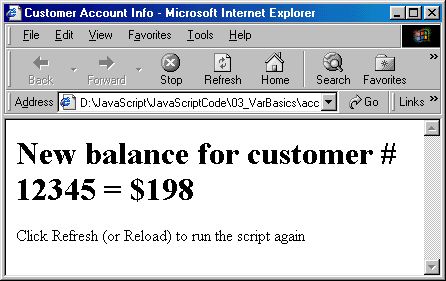 Customer Account Info - Microsoft Internet Explorer
File Edit View Favorites Tools Help
Back Forward Stop Refresh Home Search Favorites »
Address D:\JavaScript\JavaScriptCode\03_VarBasics\acc Go Links »
New balance for customer #
12345 = $198
Click Refresh (or Reload) to run the script again